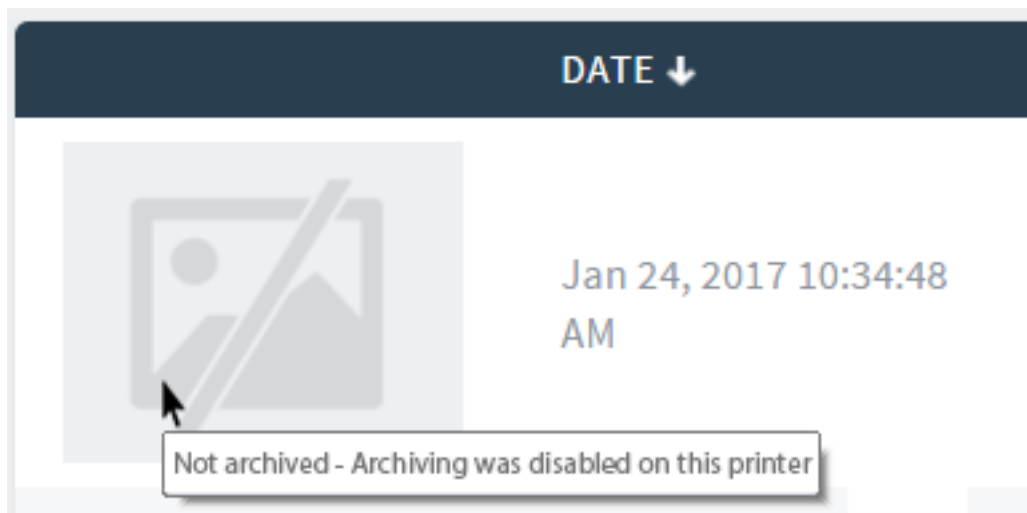 DATE
Jan 24, 2017 10:34:48
AM
Not archived - Archiving was disabled on this printer